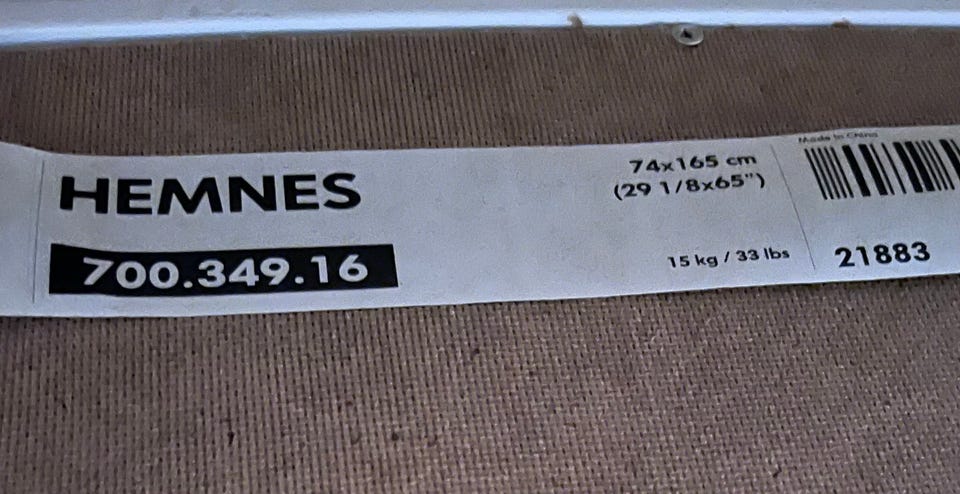 HEMNES
700.349.16
74x165 cm
(29 1/8x65")
15 kg / 33 lbs
Made in China
21883